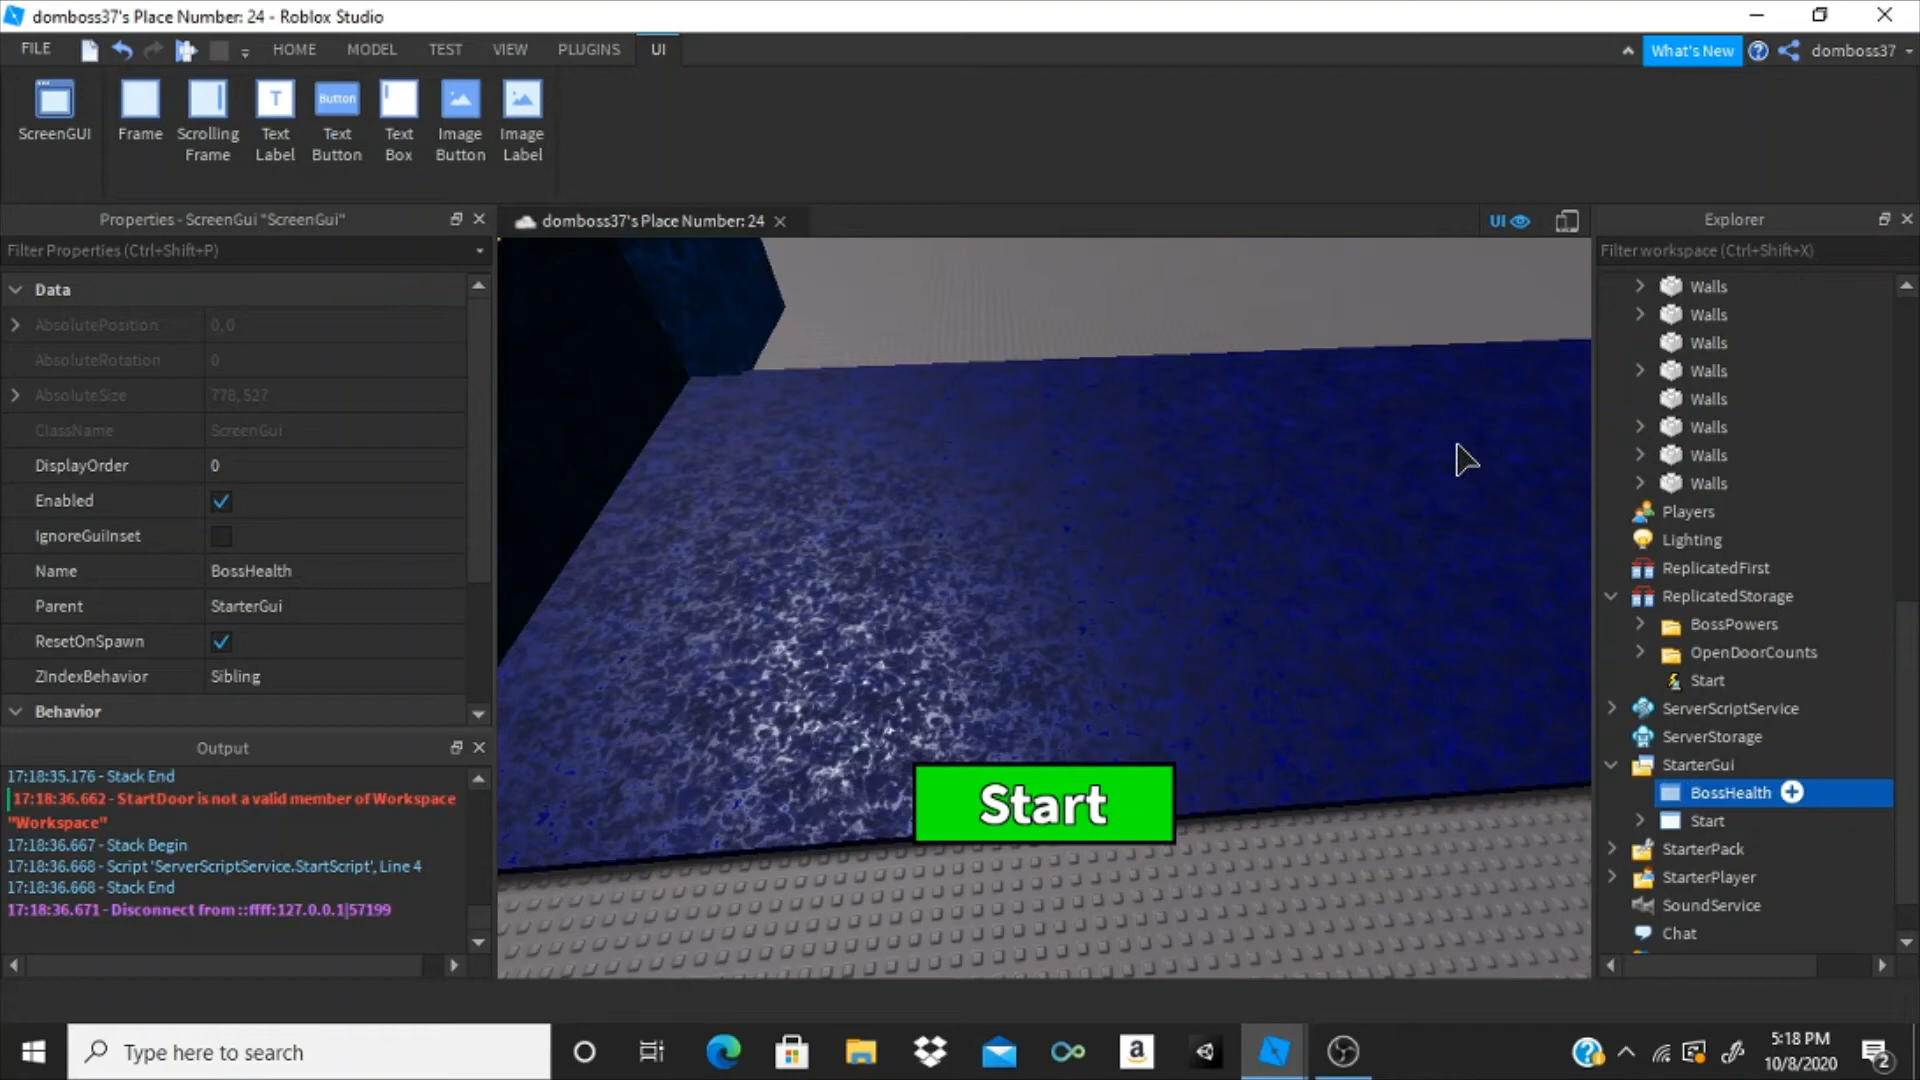 domboss37's Place Number: 24 - Roblox Studio
FILE
HOME
MODEL
TEST
VIEW
PLUGINS
UI
What's New
domboss37
ScreenGUI
Frame
Scrolling
Frame
T
Text
Label
Button
Text
Button
Text
Box
Image
Button
Image
Label
Properties - ScreenGui "ScreenGui"
Filter Properties (Ctrl+Shift+P)
Data
AbsolutePosition 0, 0
AbsoluteRotation 0
AbsoluteSize 778, 527
ClassName ScreenGui
DisplayOrder 0
Enabled
IgnoreGuiInset
Name BossHealth
Parent StarterGui
ResetOnSpawn
ZIndexBehavior Sibling
Behavior
Output
17:18:35.176 - Stack End
17:18:36.662 - StartDoor is not a valid member of Workspace
"Workspace"
17:18:36.667 - Stack Begin
17:18:36.668 - Script 'ServerScriptService.StartScript', Line 4
17:18:36.668 - Stack End
17:18:36.671 - Disconnect from ::ffff:127.0.0.1|57199
domboss37's Place Number: 24
UI
Start
Explorer
Filter workspace (Ctrl+Shift+X)
Walls
Walls
Walls
Walls
Walls
Walls
Walls
Walls
Players
Lighting
ReplicatedFirst
ReplicatedStorage
BossPowers
OpenDoorCounts
Start
ServerScriptService
ServerStorage
StarterGui
BossHealth
Start
StarterPack
StarterPlayer
SoundService
Chat
Type here to search
a
5:18 PM
10/8/2020
2